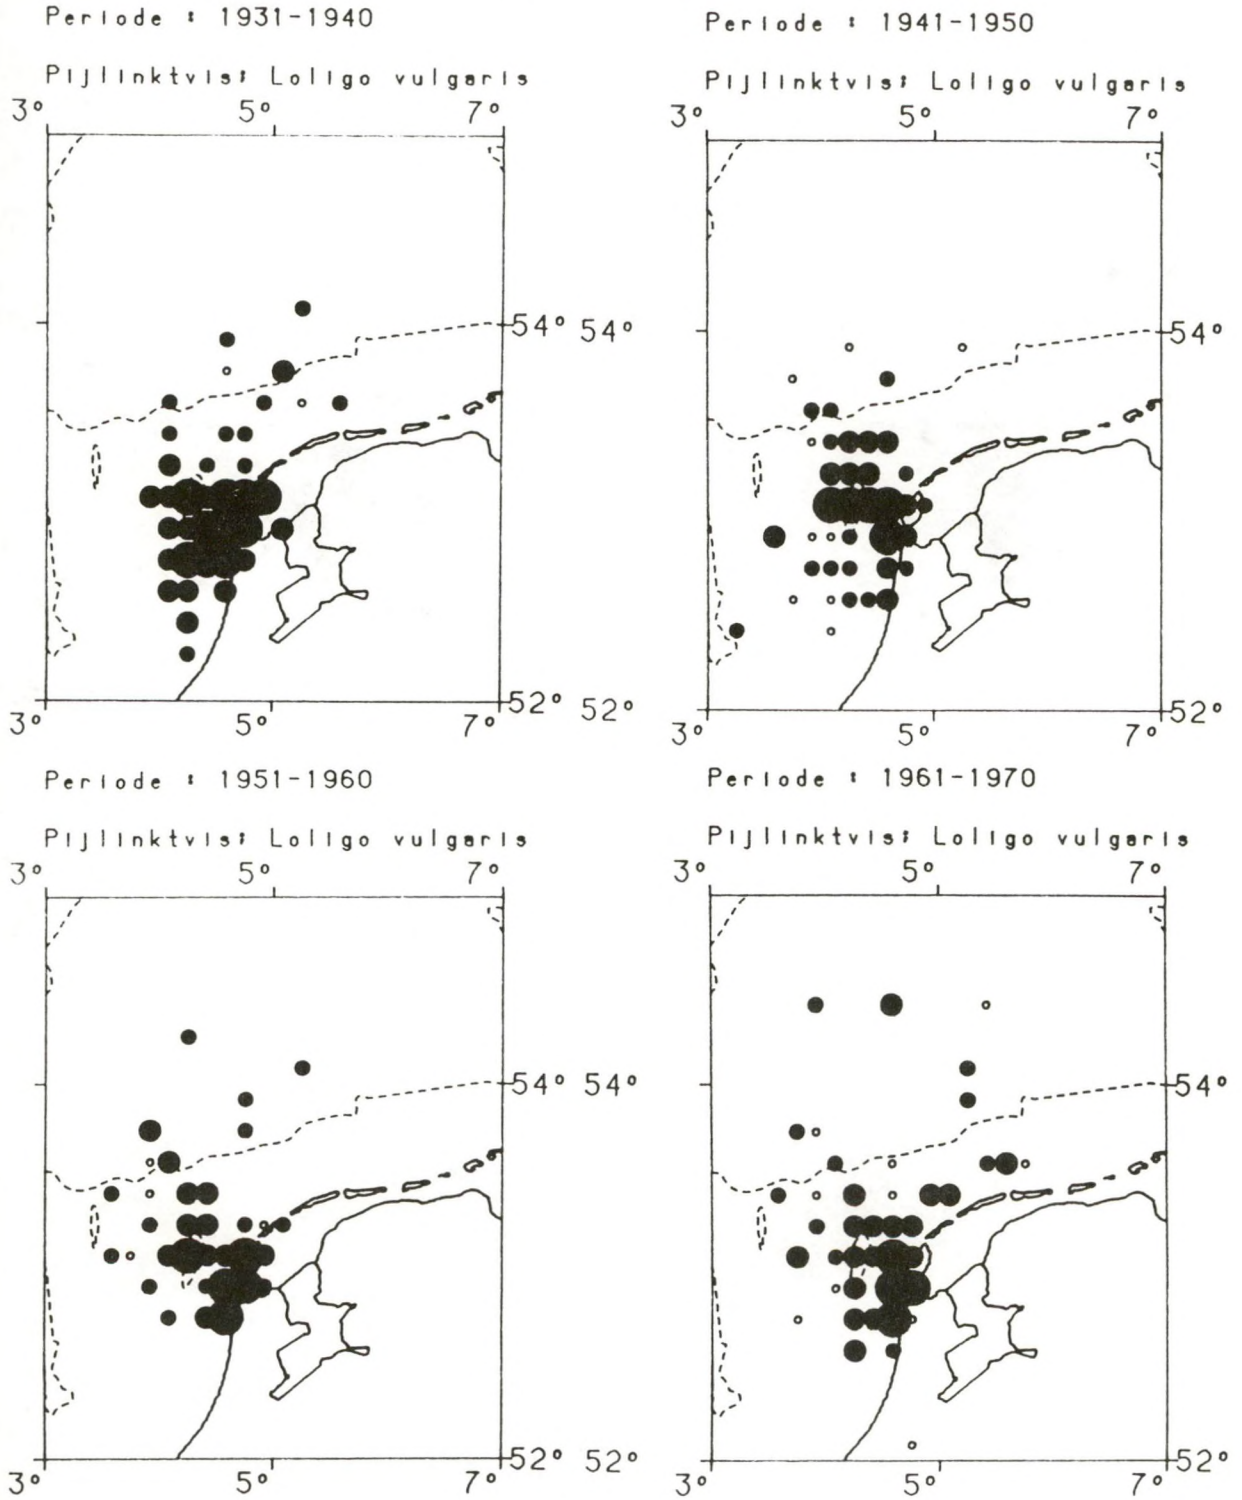 Periode : 1931-1940
Pijlinktvis: Loligo vulgaris
3° 5° 7°
54°
52°
3° 5° 7°
Periode : 1941-1950
Pijlinktvis: Loligo vulgaris
3° 5° 7°
54° 54°
52° 52°
3° 5° 7°
Periode : 1951-1960
Pijlinktvis: Loligo vulgaris
3° 5° 7°
54°
52°
3° 5° 7°
Periode : 1961-1970
Pijlinktvis: Loligo vulgaris
3° 5° 7°
54° 54°
52° 52°
3° 5° 7°